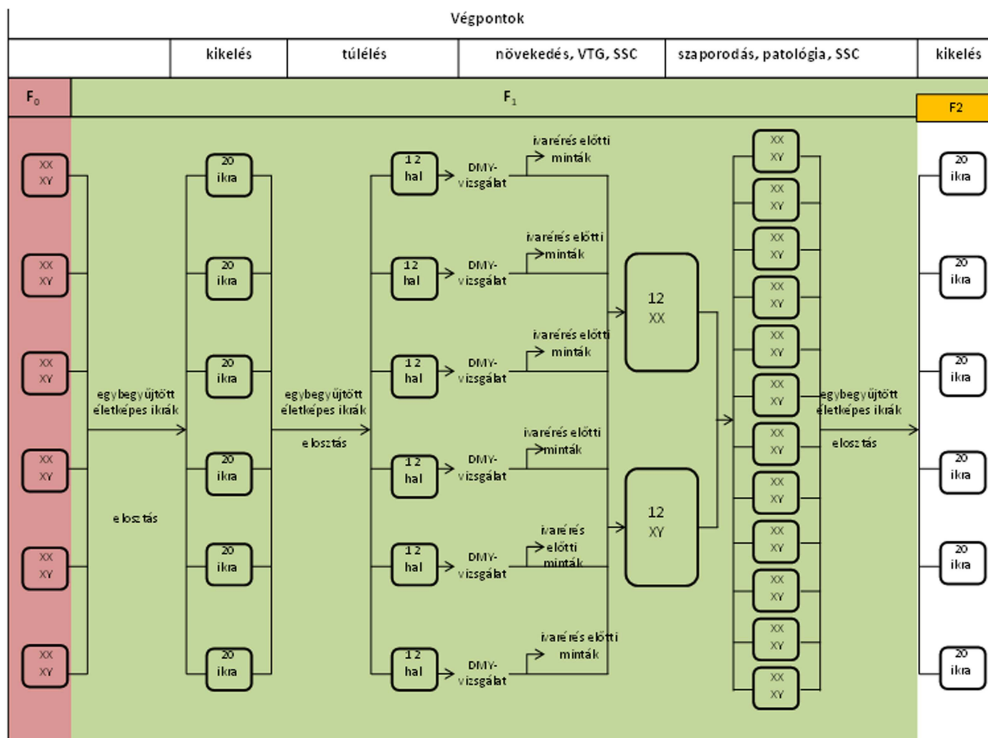 Végpontok
kikelés
túlélés
növekedés, VTG, SSC
szaporodás, patológia, SSC
kikelés
F0
F1
F2
XX
XY
XX
XY
XX
XY
XX
XY
XX
XY
XX
XY
egybegyűjtött
életképes ikrák
elosztás
20
ikra
20
ikra
20
ikra
20
ikra
20
ikra
20
ikra
egybegyűjtött
életképes ikrák
elosztás
12
hal
12
hal
12
hal
12
hal
12
hal
12
hal
DMY-
vizsgálat
DMY-
vizsgálat
DMY-
vizsgálat
DMY-
vizsgálat
DMY-
vizsgálat
DMY-
vizsgálat
ivarérés előtti
minták
ivarérés előtti
minták
ivarérés előtti
minták
ivarérés előtti
minták
ivarérés
előtti
minták
ivarérés előtti
minták
12
XX
12
XY
XX
XY
XX
XY
XX
XY
XX
XY
XX
XY
XX
XY
XX
XY
XX
XY
XX
XY
XX
XY
XX
XY
XX
XY
egybegyűjtött
életképes ikrák
elosztás
20
ikra
20
ikra
20
ikra
20
ikra
20
ikra
20
ikra